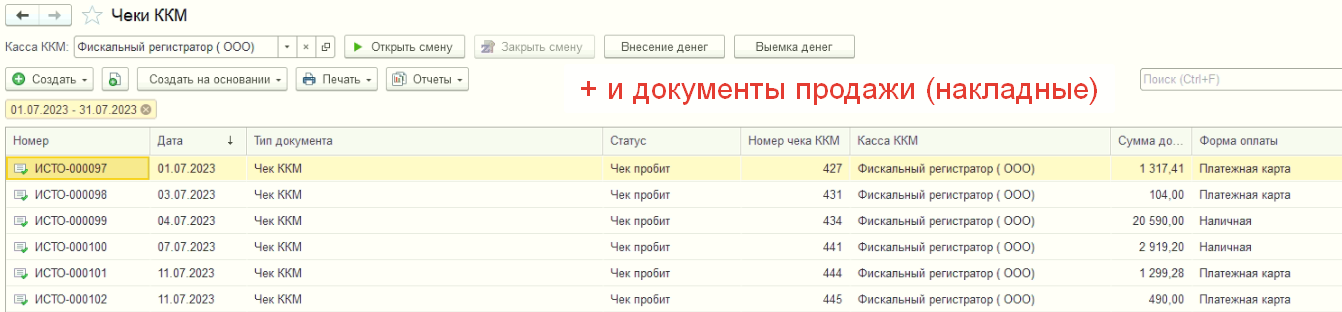 Чеки ККМ
Касса ККМ: Фискальный регистратор ( ООО) Открыть смену Закрыть смену Внесение денег Выемка денег
Создать Создать на основании Печать Отчеты + и документы продажи (накладные) Поиск (Ctrl+F)
01.07.2023 - 31.07.2023
Номер Дата ↓ Тип документа Статус Номер чека ККМ Касса ККМ Сумма до... Форма оплаты
ИСТО-000097 01.07.2023 Чек ККМ Чек пробит 427 Фискальный регистратор ( ООО) 1 317,41 Платежная карта
ИСТО-000098 03.07.2023 Чек ККМ Чек пробит 431 Фискальный регистратор ( ООО) 104,00 Платежная карта
ИСТО-000099 04.07.2023 Чек ККМ Чек пробит 434 Фискальный регистратор ( ООО) 20 590,00 Наличная
ИСТО-000100 07.07.2023 Чек ККМ Чек пробит 441 Фискальный регистратор ( ООО) 2 919,20 Наличная
ИСТО-000101 11.07.2023 Чек ККМ Чек пробит 444 Фискальный регистратор ( ООО) 1 299,28 Платежная карта
ИСТО-000102 11.07.2023 Чек ККМ Чек пробит 445 Фискальный регистратор ( ООО) 490,00 Платежная карта